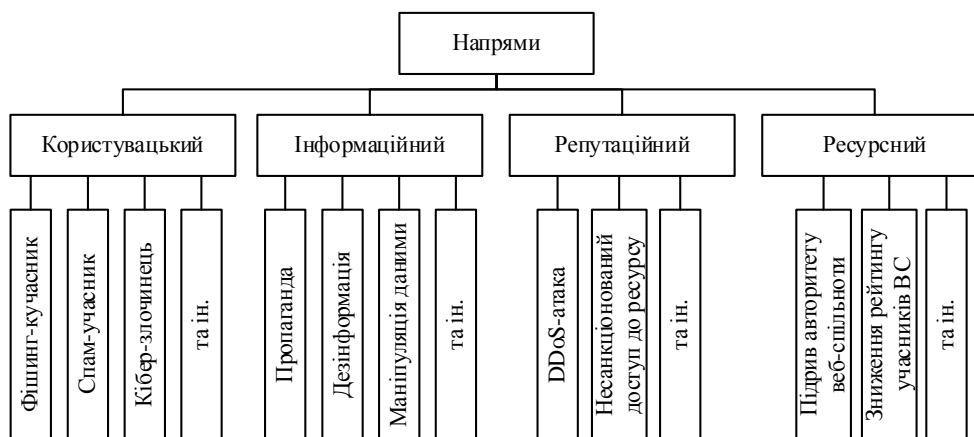 Напрями
Користувацький
Інформаційний
Репутаційний
Ресурсний
Фішинг-кучасник
Спам-учасник
Кібер-злочинець
та ін.
Пропаганда
Дезінформація
Маніпуляція даними
та ін.
DDoS-атака
Несанкціонований
доступ до ресурсу
та ін.
Підрив авторитету
веб-спільноти
Зниження рейтингу
учасників ВС
та ін.